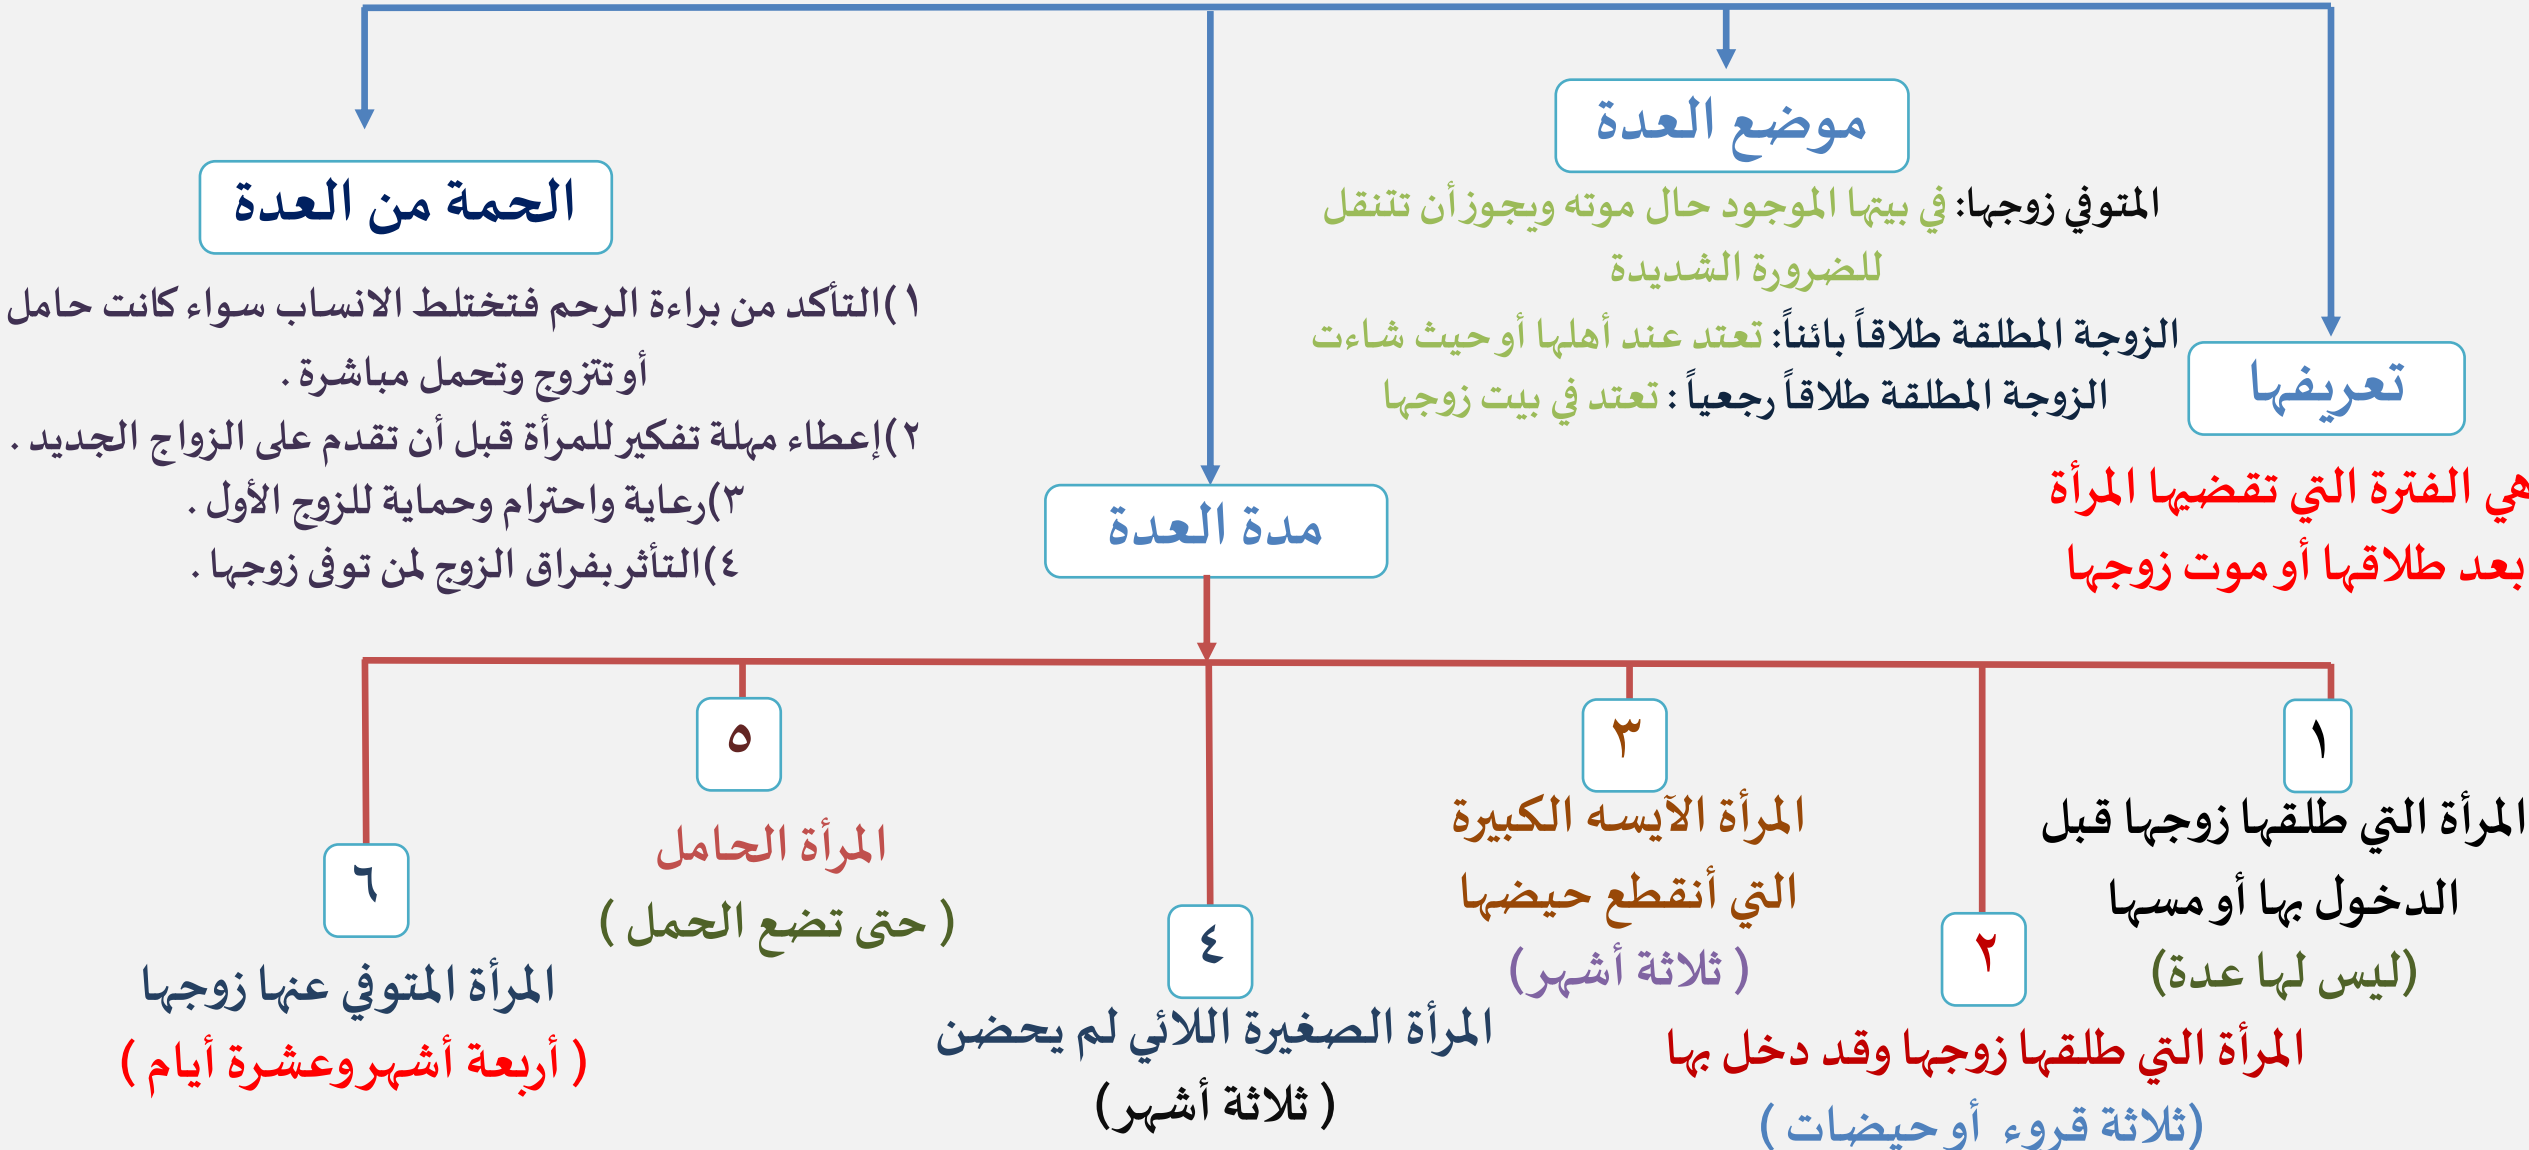 تعريفها
هي الفترة التي تقضيها المرأة
بعد طلاقها أو موت زوجها
موضع العدة
المتوفي زوجها: في بيتها الموجود حال موته ويجوز أن تتنقل
للضرورة الشديدة
الزوجة المطلقة طلاقاً بائناً: تعتد عند أهلها أو حيث شاءت
الزوجة المطلقة طلاقاً رجعياً : تعتد في بيت زوجها
مدة العدة
الحمة من العدة
١)التأكد من براءة الرحم فتختلط الانساب سواء كانت حامل
أو تتزوج وتحمل مباشرة .
٢)إعطاء مهلة تفكير للمرأة قبل أن تقدم على الزواج الجديد .
٣)رعاية واحترام وحماية للزوج الأول .
٤)التأثر بفراق الزوج لمن توفى زوجها .
١
المرأة التي طلقها زوجها قبل
الدخول بها أو مسها
(ليس لها عدة)
٢
المرأة التي طلقها زوجها وقد دخل بها
(ثلاثة قروء أو حيضات )
٣
المرأة الآيسه الكبيرة
التي أنقطع حيضها
( ثلاثة أشهر)
٤
المرأة الصغيرة اللائي لم يحضن
( ثلاثة أشهر)
٥
المرأة الحامل
( حتى تضع الحمل )
٦
المرأة المتوفي عنها زوجها
( أربعة أشهر وعشرة أيام )